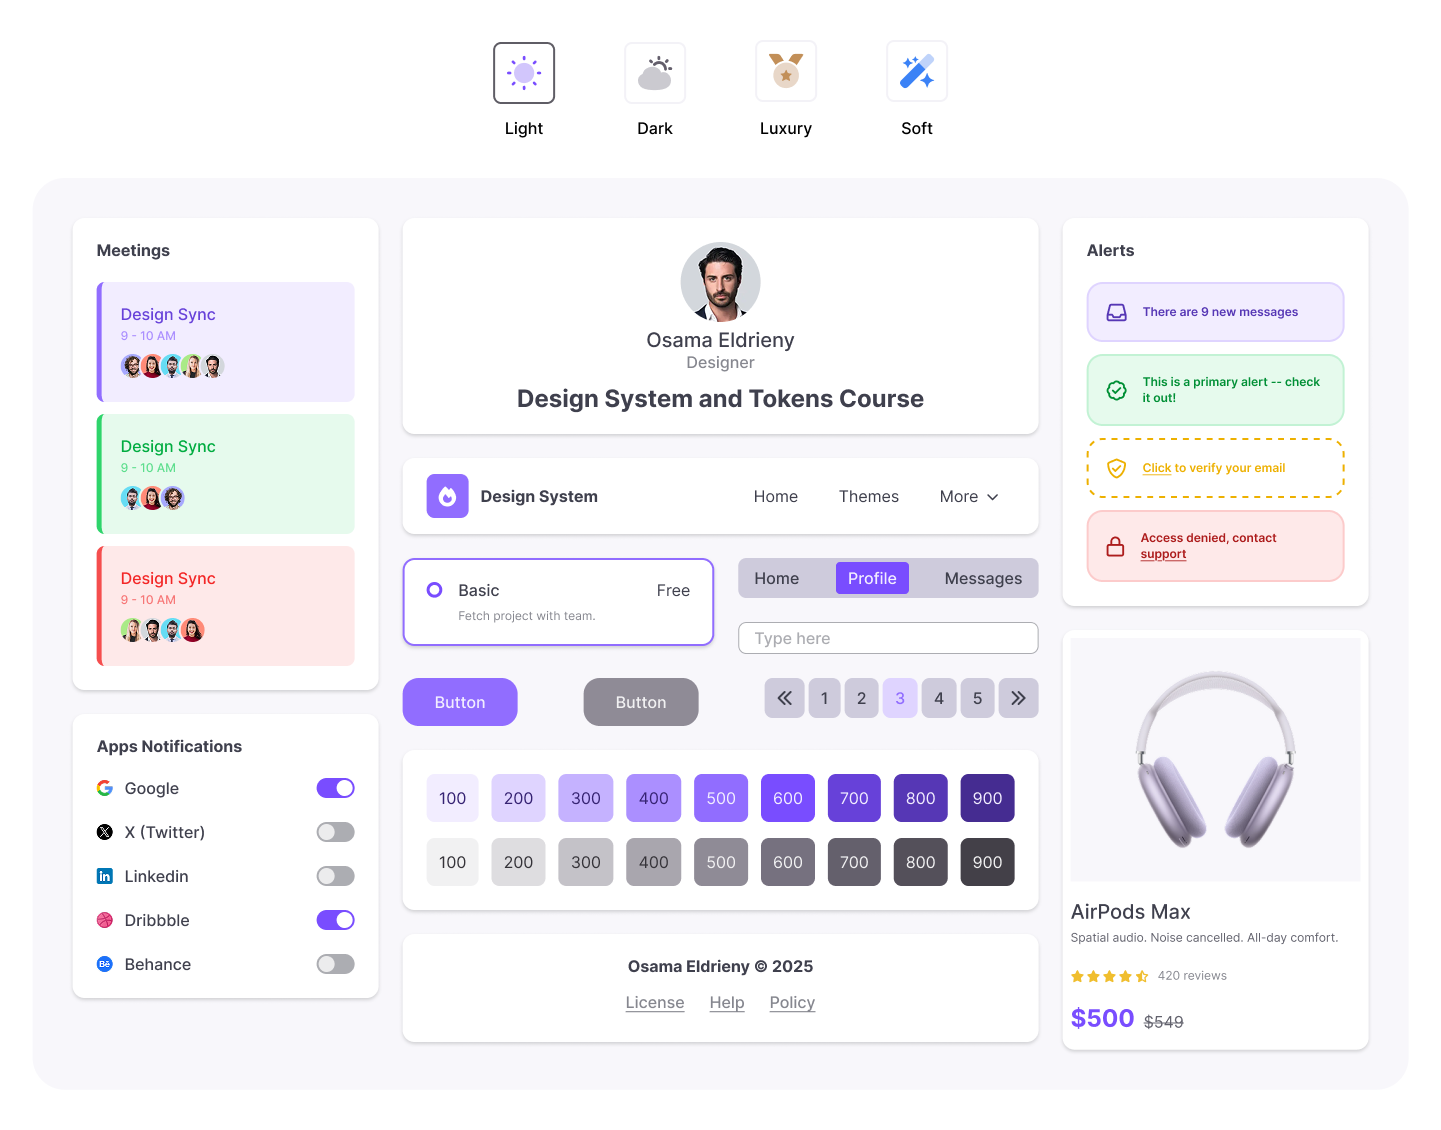 Light
Dark
Luxury
Soft
Meetings
Design Sync
9 - 10 AM
Design Sync
9 - 10 AM
Design Sync
9 - 10 AM
Apps Notifications
Google
X (Twitter)
in
Linkedin
Dribbble
Bē
Behance
Osama Eldrieny
Designer
Design System and Tokens Course
Design System
Home
Themes
More
Basic
Free
Fetch project with team.
Home
Profile
Messages
Type here
Button
Button
1
2
3
4
5
100
200
300
400
500
600
700
800
900
100
200
300
400
500
600
700
800
900
Osama Eldrieny © 2025
License
Help
Policy
Alerts
There are 9 new messages
This is a primary alert -- check
it out!
Click to verify your email
Access denied, contact
support
AirPods Max
Spatial audio. Noise cancelled. All-day comfort.
420 reviews
$500
$549